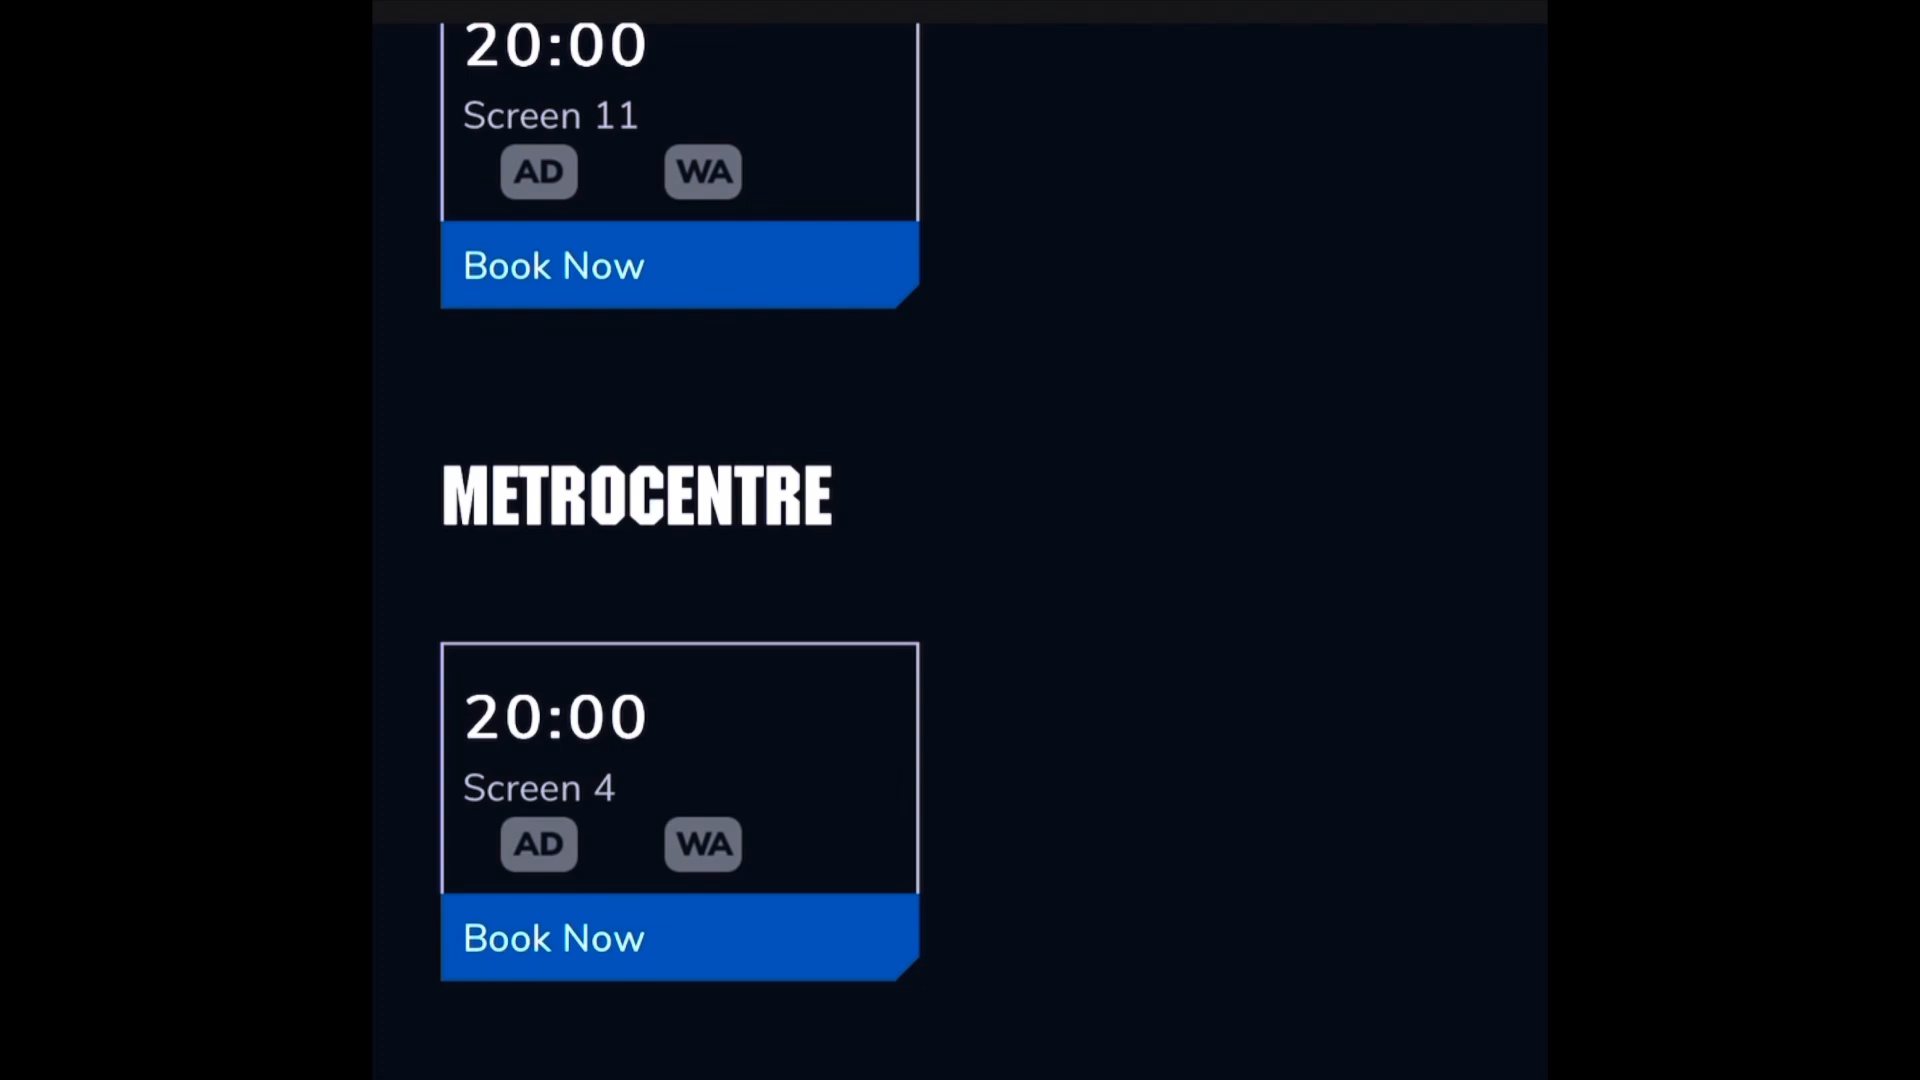 20:00
Screen 11
AD WA
Book Now
METROCENTRE
20:00
Screen 4
AD WA
Book Now